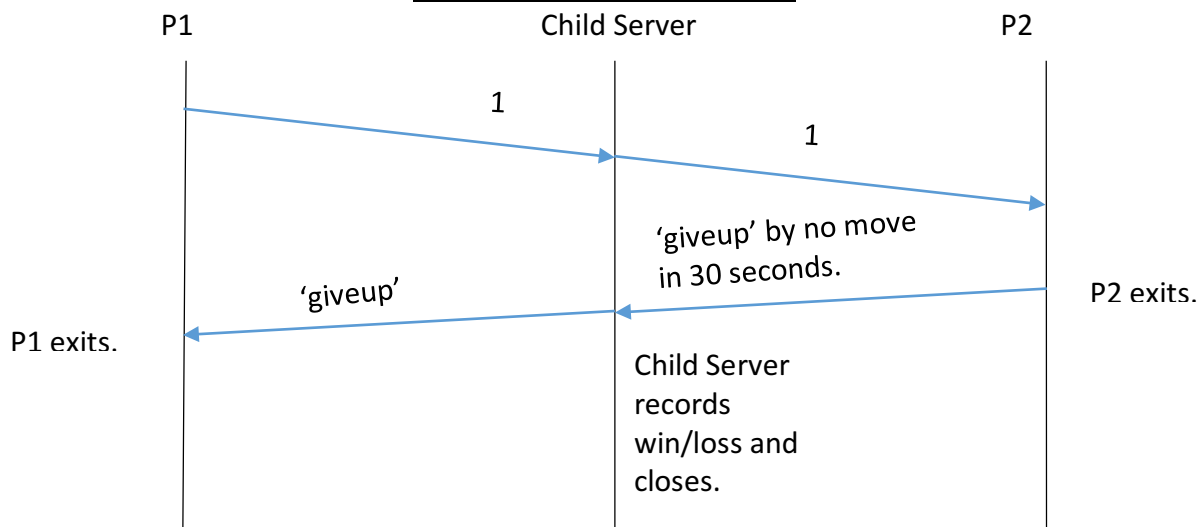 P1
Child Server
P2
1
1
‘giveup’ by no move
in 30 seconds.
‘giveup’
P2 exits.
P1 exits.
Child Server
records
win/loss and
closes.